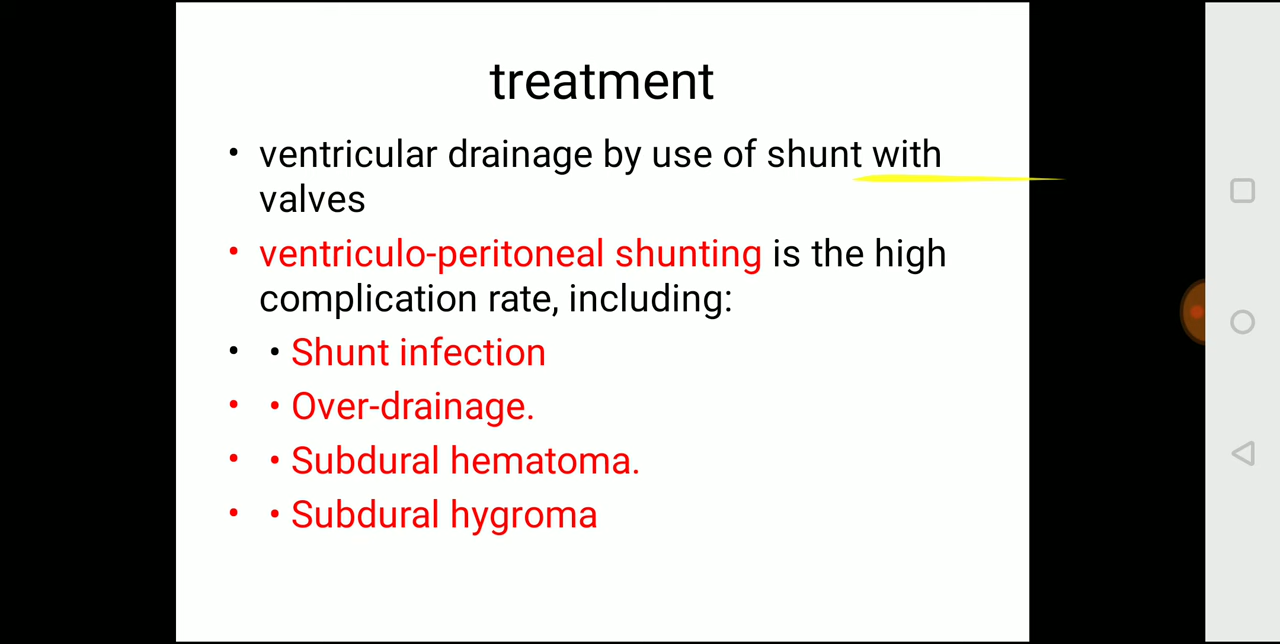 treatment
• ventricular drainage by use of shunt with
valves
• ventriculo-peritoneal shunting is the high
complication rate, including:
• • Shunt infection
• • Over-drainage.
• • Subdural hematoma.
• • Subdural hygroma